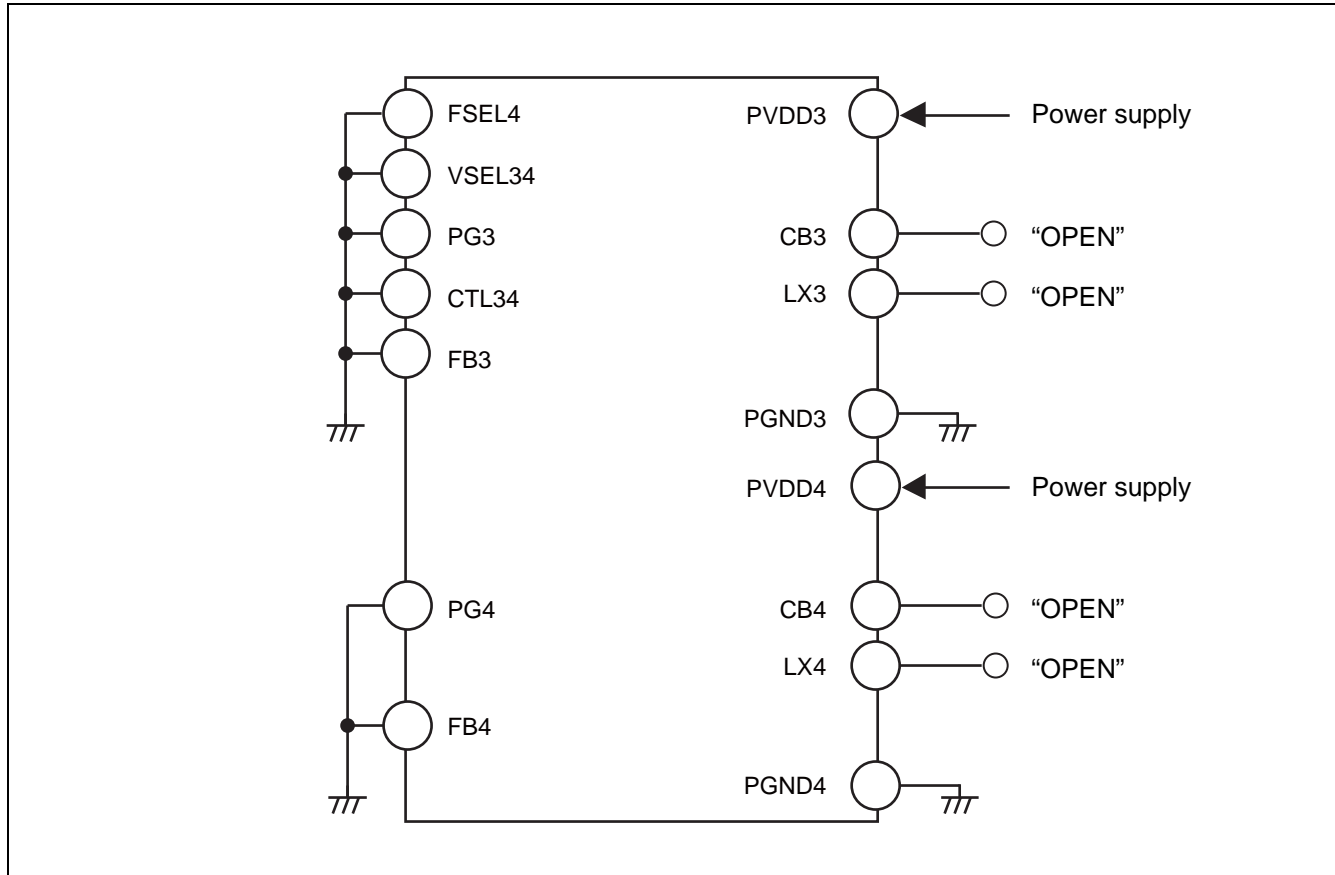 FSEL4
VSEL34
PG3
CTL34
FB3
PG4
FB4
PVDD3
Power supply
CB3
“OPEN”
LX3
“OPEN”
PGND3
PVDD4
Power supply
CB4
“OPEN”
LX4
“OPEN”
PGND4